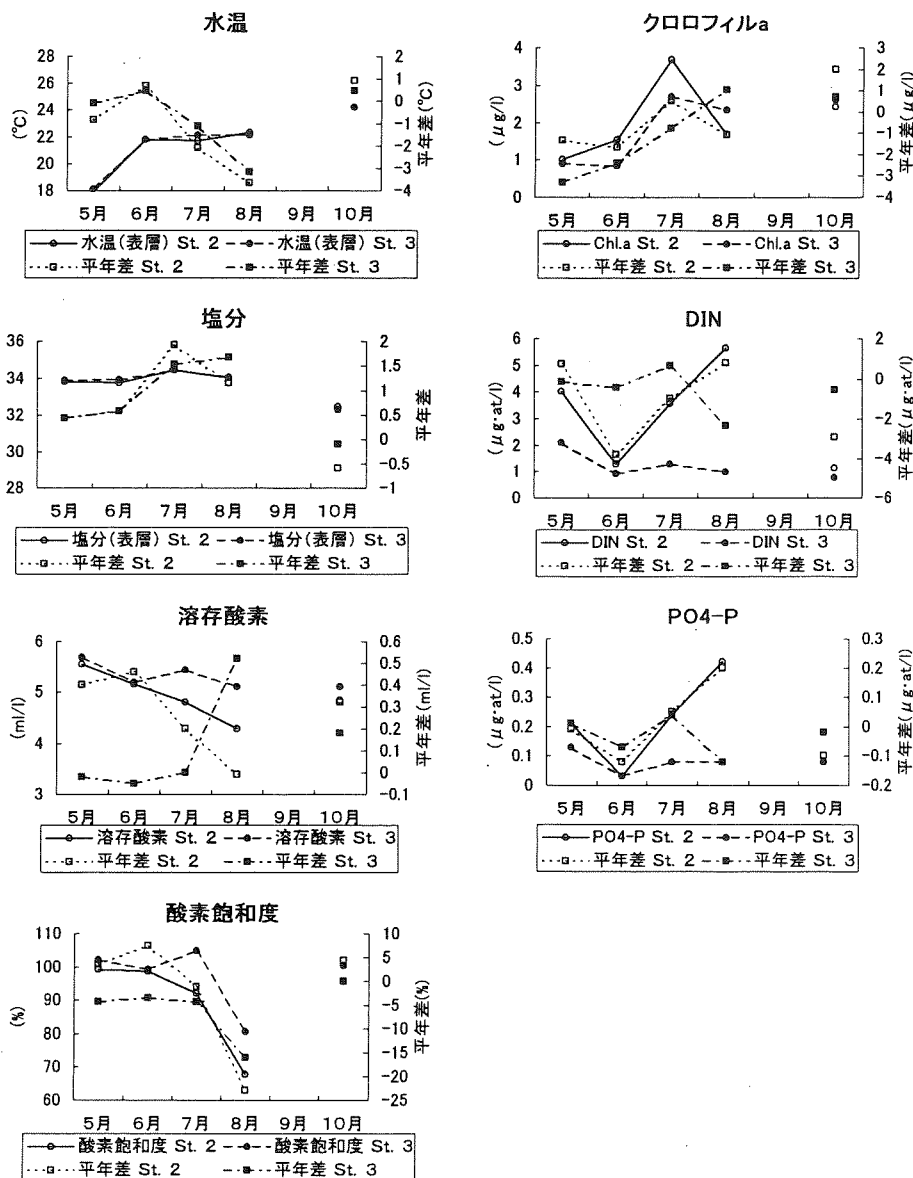 水温
28
26
24
22
20
18
(℃)
2
1
0
-1
-2
-3
-4
平年差(℃)
5月 6月 7月 8月 9月 10月
水温(表層) St. 2 水温(表層) St. 3
平年差 St. 2 平年差 St. 3
塩分
36
34
32
30
28
2
1.5
1
0.5
0
-0.5
-1
平年差
5月 6月 7月 8月 9月 10月
塩分(表層) St. 2 塩分(表層) St. 3
平年差 St. 2 平年差 St. 3
溶存酸素
6
5
4
3
(ml/l)
0.6
0.5
0.4
0.3
0.2
0.1
0
-0.1
平年差(ml/l)
5月 6月 7月 8月 9月 10月
溶存酸素 St. 2 溶存酸素 St. 3
平年差 St. 2 平年差 St. 3
酸素飽和度
110
100
90
80
70
60
(%)
10
5
0
-5
-10
-15
-20
-25
平年差(%)
5月 6月 7月 8月 9月 10月
酸素飽和度 St. 2 酸素飽和度 St. 3
平年差 St. 2 平年差 St. 3
クロロフィルa
4
3
2
1
0
(μg/l)
3
2
1
0
-1
-2
-3
-4
平年差(μg/l)
5月 6月 7月 8月 9月 10月
Chl.a St. 2 Chl.a St. 3
平年差 St. 2 平年差 St. 3
DIN
6
5
4
3
2
1
0
(μg·at/l)
2
0
-2
-4
-6
平年差(μg·at/l)
5月 6月 7月 8月 9月 10月
DIN St. 2 DIN St. 3
平年差 St. 2 平年差 St. 3
PO4-P
0.5
0.4
0.3
0.2
0.1
0
(μg·at/l)
0.3
0.2
0.1
0
-0.1
-0.2
平年差(μg·at/l)
5月 6月 7月 8月 9月 10月
PO4-P St. 2 PO4-P St. 3
平年差 St. 2 平年差 St. 3